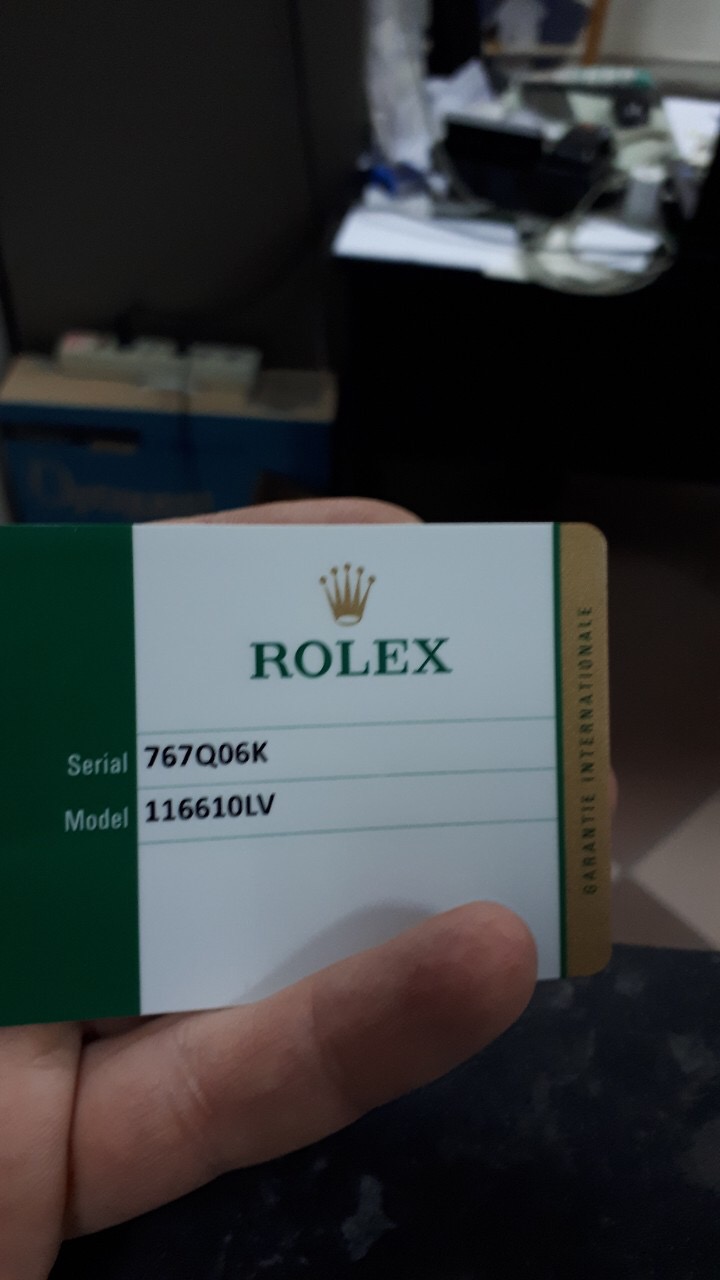 ROLEX
Serial 767Q06K
Model 116610LV
GARANTIE INTERNATIONALE